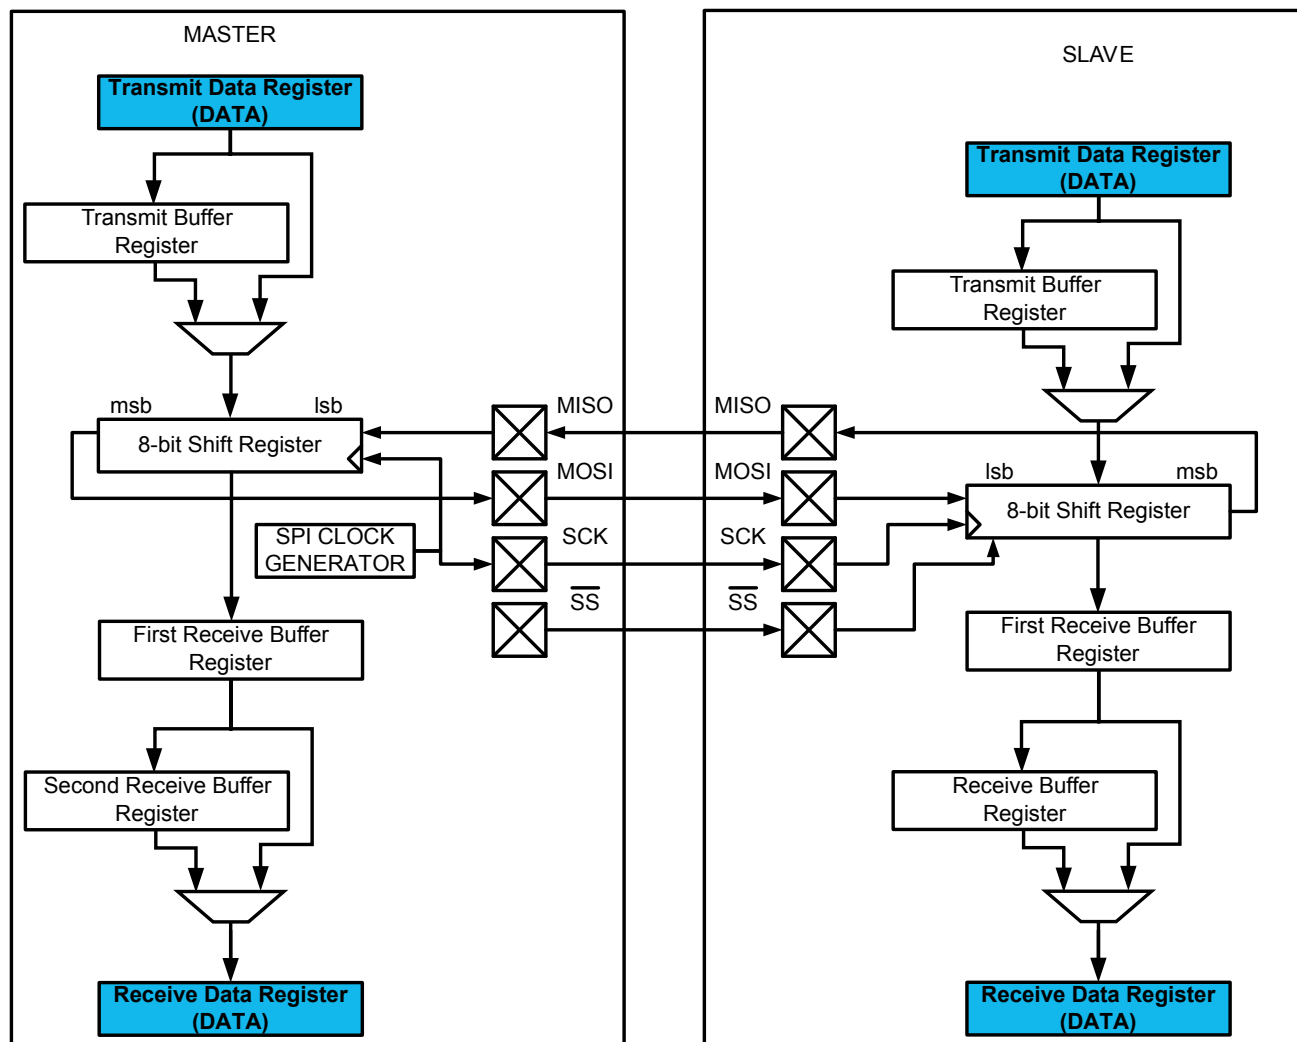 MASTER
Transmit Data Register
(DATA)
Transmit Buffer
Register
msb
lsb
8-bit Shift Register
SPI CLOCK
GENERATOR
First Receive Buffer
Register
Second Receive Buffer
Register
Receive Data Register
(DATA)
MISO
MOSI
SCK
SS
MISO
MOSI
SCK
SS
SLAVE
Transmit Data Register
(DATA)
Transmit Buffer
Register
lsb
msb
8-bit Shift Register
First Receive Buffer
Register
Receive Buffer
Register
Receive Data Register
(DATA)